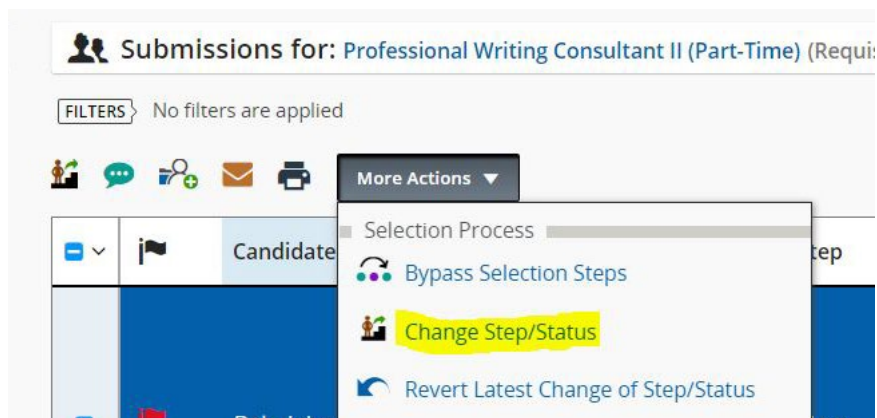 Submissions for: Professional Writing Consultant II (Part-Time) (Requis
FILTERS No filters are applied
More Actions
Selection Process
Candidate
tep
Bypass Selection Steps
Change Step/Status
Revert Latest Change of Step/Status